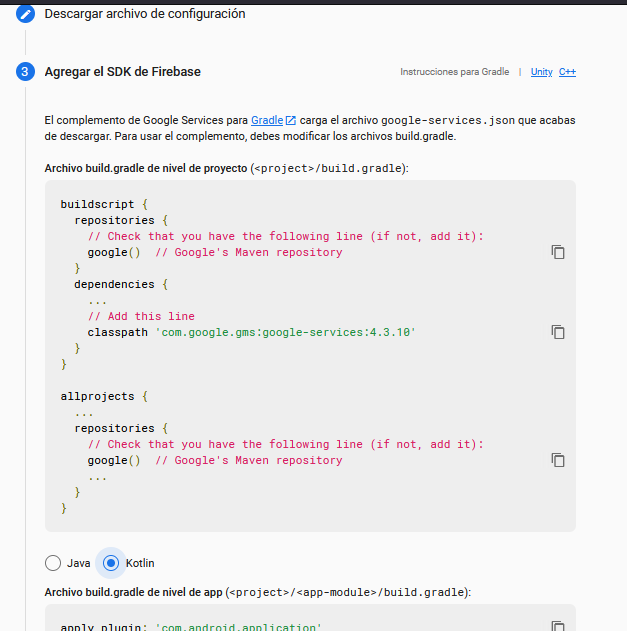 Descargar archivo de configuración
3 Agregar el SDK de Firebase Instrucciones para Gradle | Unity C++
El complemento de Google Services para Gradle carga el archivo google-services.json que acabas
de descargar. Para usar el complemento, debes modificar los archivos build.gradle.
Archivo build.gradle de nivel de proyecto (<project>/build.gradle):
buildscript {
  repositories {
    // Check that you have the following line (if not, add it):
    google()  // Google's Maven repository
  }
  dependencies {
    ...
    // Add this line
    classpath 'com.google.gms:google-services:4.3.10'
  }
}
allprojects {
  ...
  repositories {
    // Check that you have the following line (if not, add it):
    google()  // Google's Maven repository
    ...
  }
}
Java Kotlin
Archivo build.gradle de nivel de app (<project>/<app-module>/build.gradle):
apply plugin: 'com.android.application'